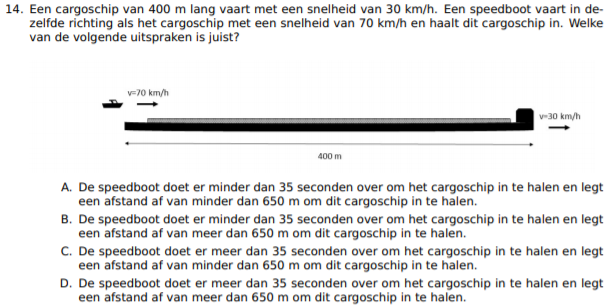 14. Een cargoschip van 400 m lang vaart met een snelheid van 30 km/h. Een speedboot vaart in de-
zelfde richting als het cargoschip met een snelheid van 70 km/h en haalt dit cargoschip in. Welke
van de volgende uitspraken is juist?
v=70 km/h
v=30 km/h
400 m
A. De speedboot doet er minder dan 35 seconden over om het cargoschip in te halen en legt
een afstand af van minder dan 650 m om dit cargoschip in te halen.
B. De speedboot doet er minder dan 35 seconden over om het cargoschip in te halen en legt
een afstand af van meer dan 650 m om dit cargoschip in te halen.
C. De speedboot doet er meer dan 35 seconden over om het cargoschip in te halen en legt
een afstand af van minder dan 650 m om dit cargoschip in te halen.
D. De speedboot doet er meer dan 35 seconden over om het cargoschip in te halen en legt
een afstand af van meer dan 650 m om dit cargoschip in te halen.